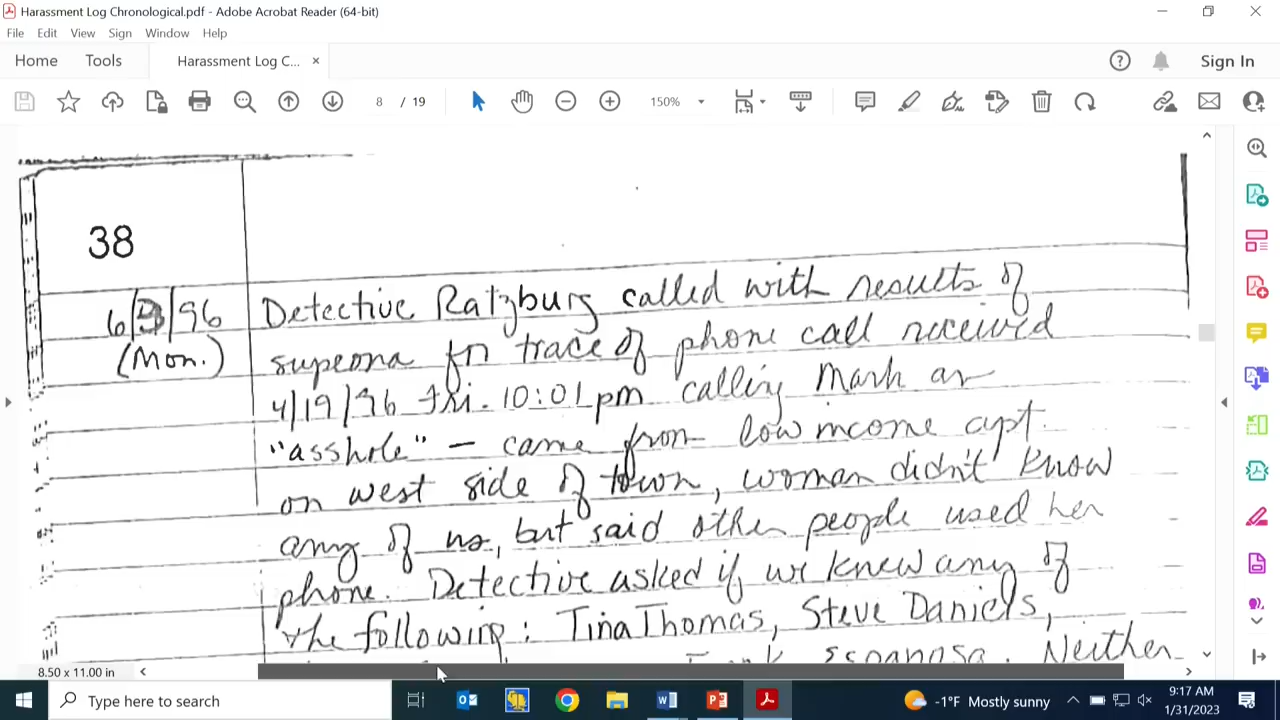 Harassment Log Chronological.pdf - Adobe Acrobat Reader (64-bit)
File Edit View Sign Window Help
Home Tools Harassment Log C... × Sign In
8 / 19 150%
38
6/3/96 Detective Ratzburg called with results of
(Mon.) supeona for trace of phone call received
4/19/96 Fri. 10:01 pm calling Mark an
"asshole" - came from low income apt.
on west side of town, woman didn't know
any of us, but said other people used her
phone. Detective asked if we knew any of
the following: Tina Thomas, Steve Daniels,
Neither
8.50 x 11.00 in
Type here to search
-1°F Mostly sunny
9:17 AM
1/31/2023